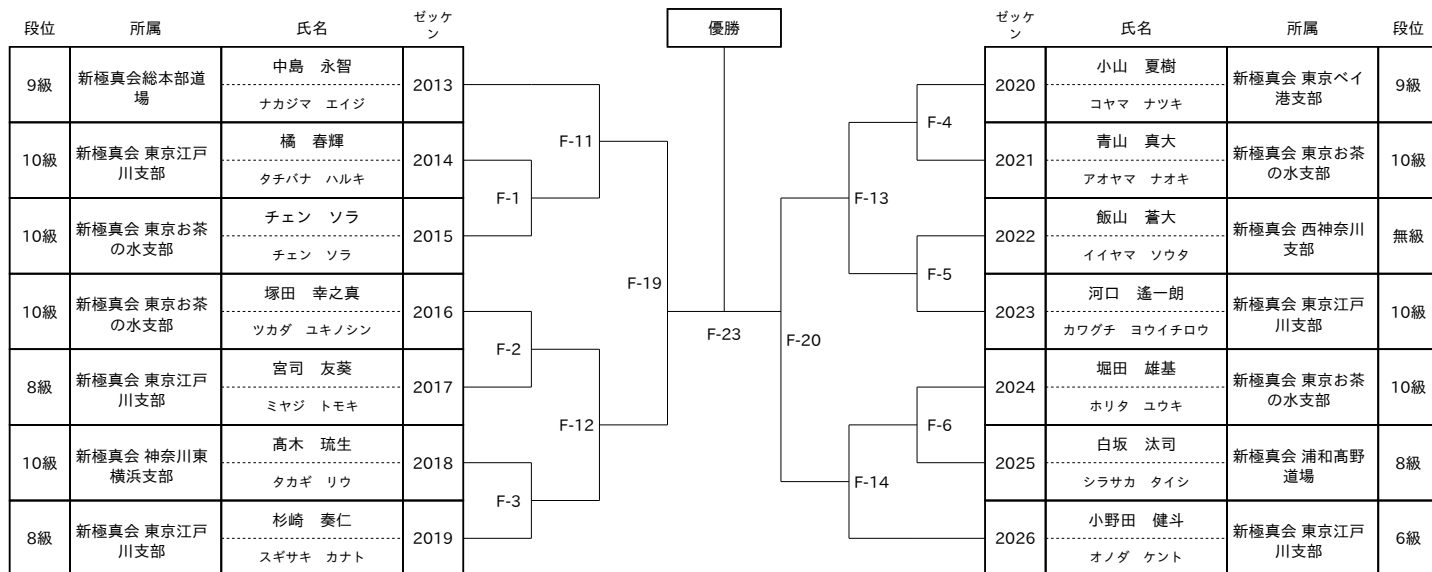 段位 所属 氏名 ゼッケ
ン
9級 新極真会総本部道
場 中島 永智
ナカジマ エイジ 2013
10級 新極真会 東京江戸
川支部 橘 春輝
タチバナ ハルキ 2014
10級 新極真会 東京お茶
の水支部 チェン ソラ
チェン ソラ 2015
10級 新極真会 東京お茶
の水支部 塚田 幸之真
ツカダ ユキノシン 2016
8級 新極真会 東京江戸
川支部 宮司 友葵
ミヤジ トモキ 2017
10級 新極真会 神奈川東
横浜支部 髙木 琉生
タカギ リウ 2018
8級 新極真会 東京江戸
川支部 杉崎 奏仁
スギサキ カナト 2019
F-11
F-1
F-19
F-2
F-12
F-3
優勝
F-23
F-4
F-13
F-5
F-20
F-6
F-14
ゼッケ
ン 氏名 所属 段位
2020 小山 夏樹
コヤマ ナツキ 新極真会 東京ベイ
港支部 9級
2021 青山 真大
アオヤマ ナオキ 新極真会 東京お茶
の水支部 10級
2022 飯山 蒼大
イイヤマ ソウタ 新極真会 西神奈川
支部 無級
2023 河口 遙一朗
カワグチ ヨウイチロウ 新極真会 東京江戸
川支部 10級
2024 堀田 雄基
ホリタ ユウキ 新極真会 東京お茶
の水支部 10級
2025 白坂 汰司
シラサカ タイシ 新極真会 浦和髙野
道場 8級
2026 小野田 健斗
オノダ ケント 新極真会 東京江戸
川支部 6級